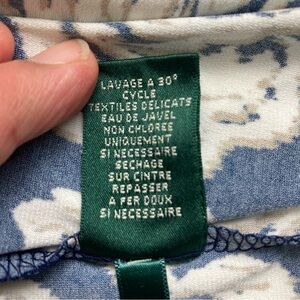 LAVAGE A 30°
CYCLE
TEXTILES DELICATS
EAU DE JAVEL
NON CHLOREE
UNIQUEMENT
SI NECESSAIRE
SECHAGE
SUR CINTRE
REPASSER
A FER DOUX
SI NECESSAIRE